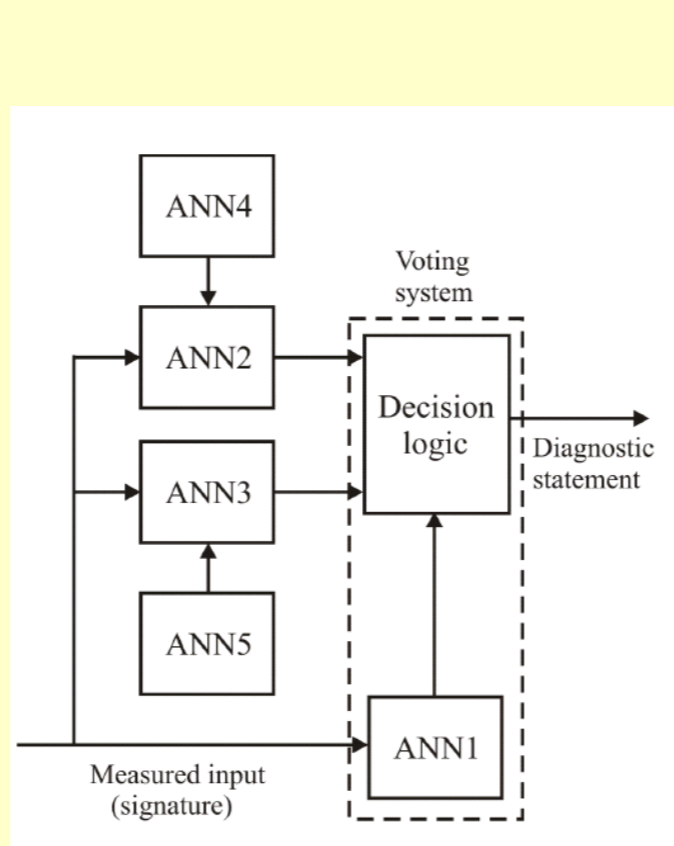 ANN4
Voting
system
ANN2
Decision
logic
Diagnostic
statement
ANN3
ANN5
ANN1
Measured input
(signature)